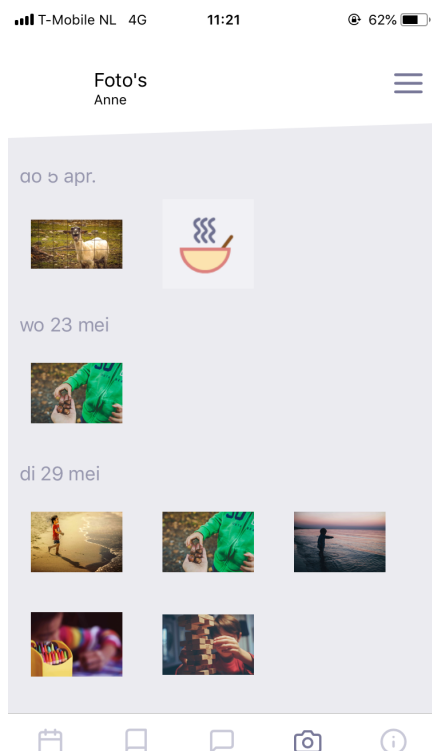 T-Mobile NL 4G 11:21 62%
Foto's
Anne
do 5 apr.
wo 23 mei
di 29 mei